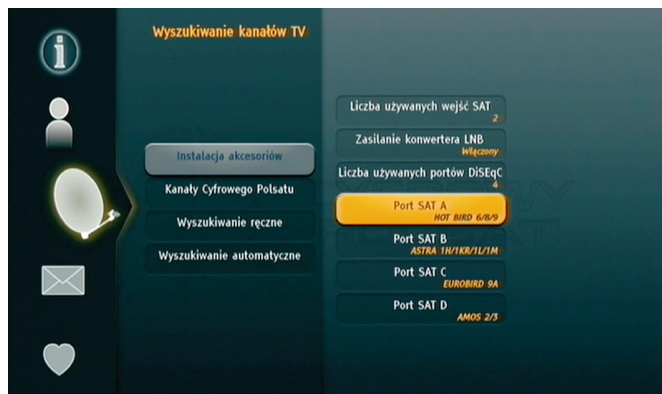 Wyszukiwanie kanałów TV
Instalacja akcesoriów
Kanały Cyfrowego Polsatu
Wyszukiwanie ręczne
Wyszukiwanie automatyczne
Liczba używanych wejść SAT
2
Zasilanie konwertera LNB
Włączony
Liczba używanych portów DiSEqC
4
Port SAT A
HOT BIRD 6/8/9
Port SAT B
ASTRA 1H/1KR/1L/1M
Port SAT C
EUROBIRD 9A
Port SAT D
AMOS 2/3